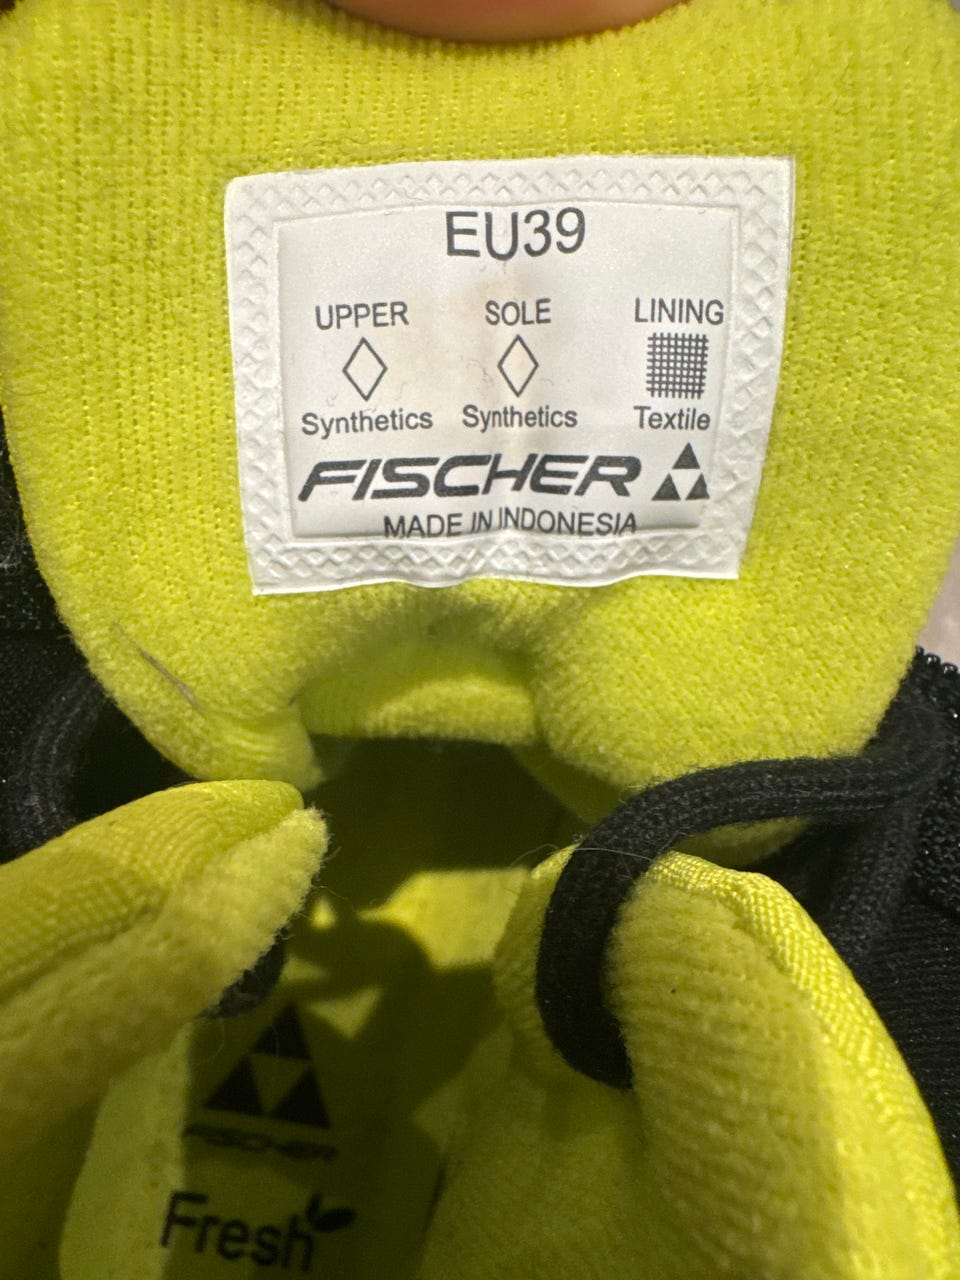 EU39
UPPER SOLE LINING
Synthetics Synthetics Textile
FISCHER
MADE IN INDONESIA
FISCHER
Fresh